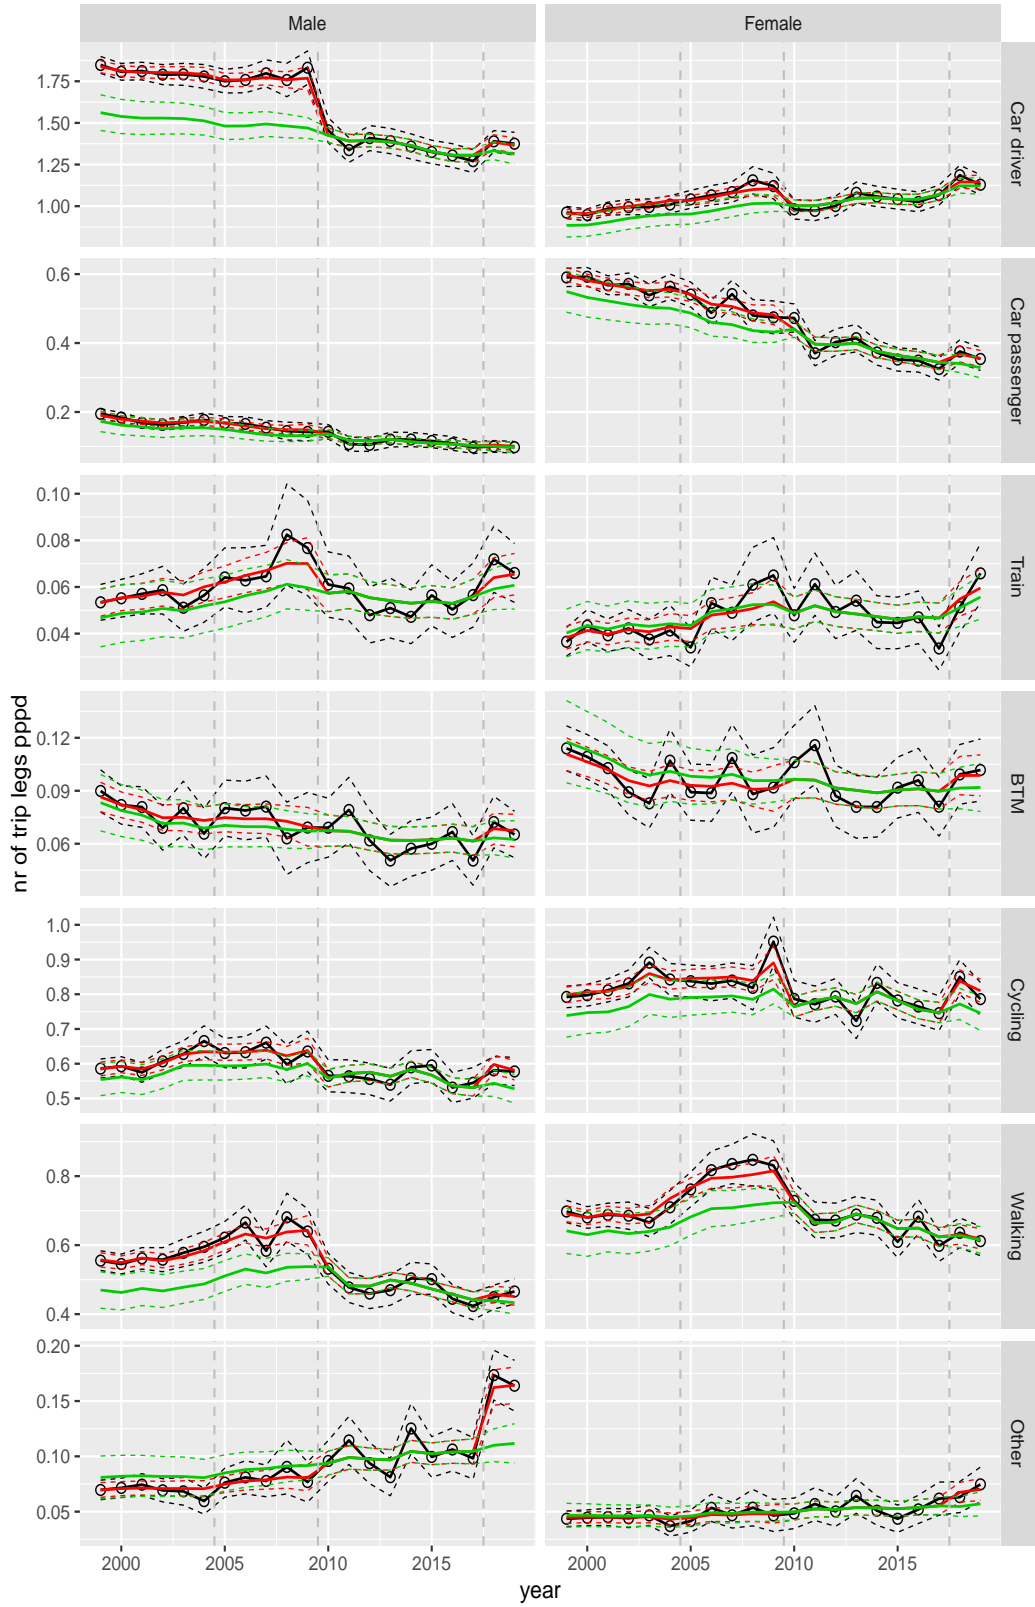 Male Female
1.75
1.50
1.25
1.00
Car driver
0.6
0.4
0.2
Car passenger
0.10
0.08
0.06
0.04
Train
0.12
0.09
0.06
BTM
1.0
0.9
0.8
0.7
0.6
0.5
Cycling
0.8
0.6
0.4
Walking
0.20
0.15
0.10
0.05
Other
nr of trip legs pppd
2000 2005 2010 2015 2000 2005 2010 2015
year